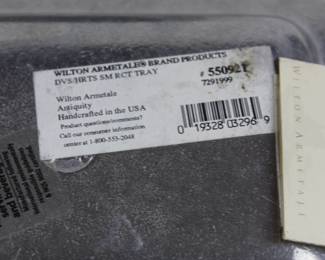 WILTON ARMETALE® BRAND PRODUCTS
DVS/HRTS SM RCT TRAY # 550921
7291999
Wilton Armetale
Antiquity
Handcrafted in the USA
Product questions/comments?
Call our consumer information
center at 1-800-553-2048
0 19328 03296 9
WILTON ARMETALE